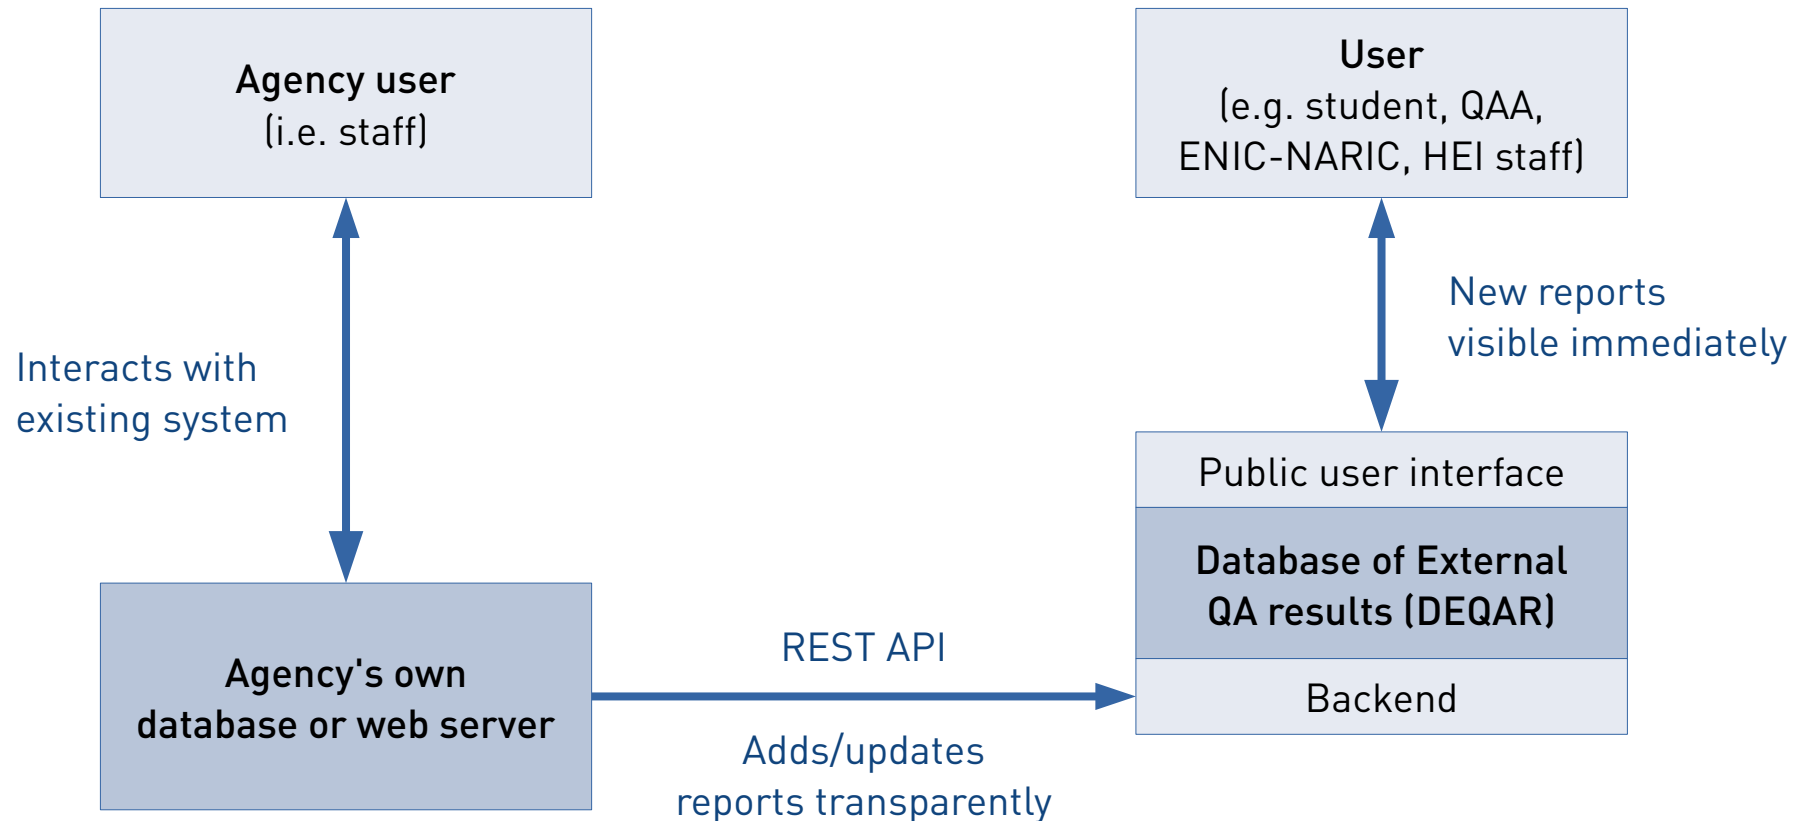 Agency user
(i.e. staff)
User
(e.g. student, QAA,
ENIC-NARIC, HEI staff)
Interacts with
existing system
New reports
visible immediately
Public user interface
Database of External
QA results (DEQAR)
Backend
Agency's own
database or web server
REST API
Adds/updates
reports transparently